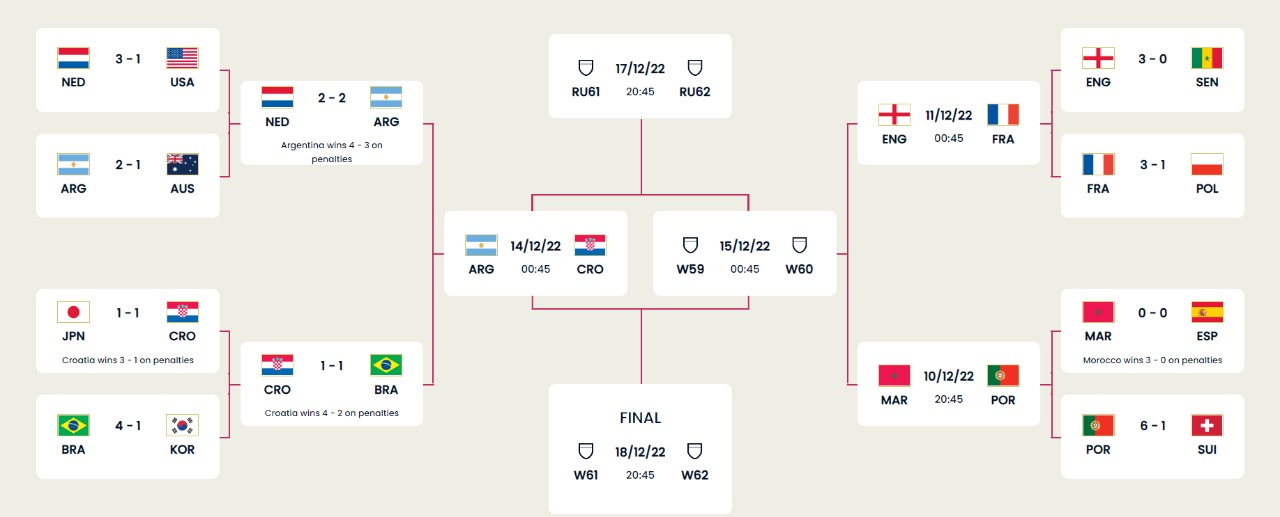 3 - 1
NED USA
2 - 1
ARG AUS
1 - 1
JPN CRO
Croatia wins 3 - 1 on penalties
4 - 1
BRA KOR
2 - 2
NED ARG
Argentina wins 4 - 3 on
penalties
1 - 1
CRO BRA
Croatia wins 4 - 2 on penalties
14/12/22
ARG 00:45 CRO
17/12/22
RU61 20:45 RU62
FINAL
18/12/22
W61 20:45 W62
15/12/22
W59 00:45 W60
11/12/22
ENG 00:45 FRA
10/12/22
MAR 20:45 POR
3 - 0
ENG SEN
3 - 1
FRA POL
0 - 0
MAR ESP
Morocco wins 3 - 0 on penalties
6 - 1
POR SUI